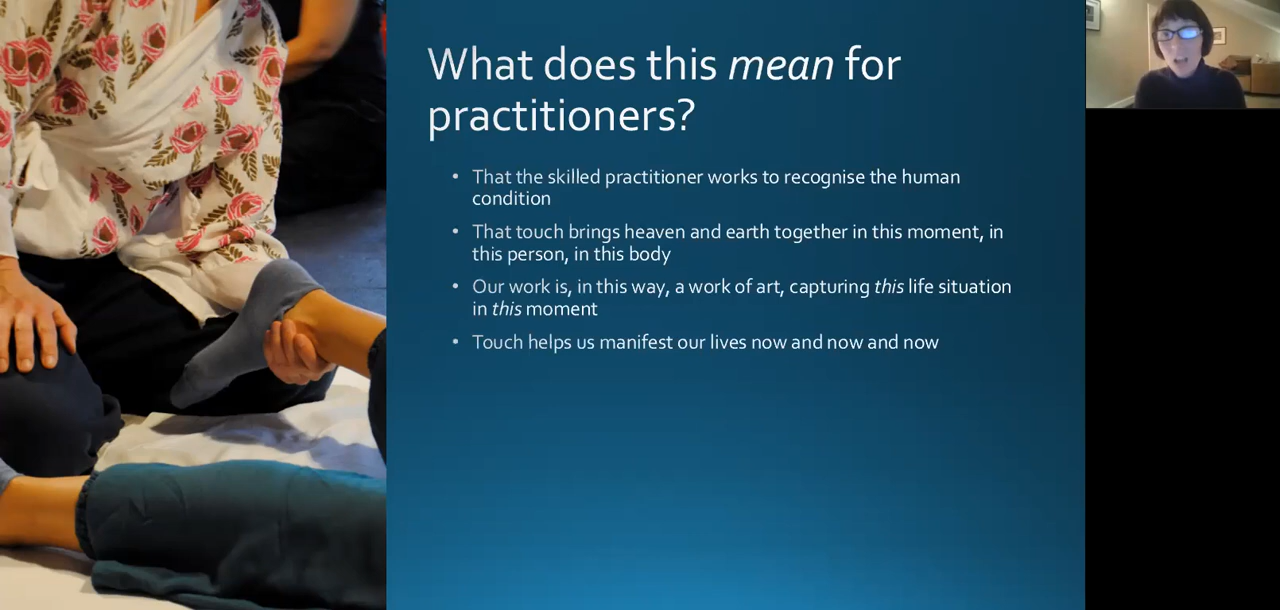 What does this mean for
practitioners?
• That the skilled practitioner works to recognise the human
condition
• That touch brings heaven and earth together in this moment, in
this person, in this body
• Our work is, in this way, a work of art, capturing this life situation
in this moment
• Touch helps us manifest our lives now and now and now